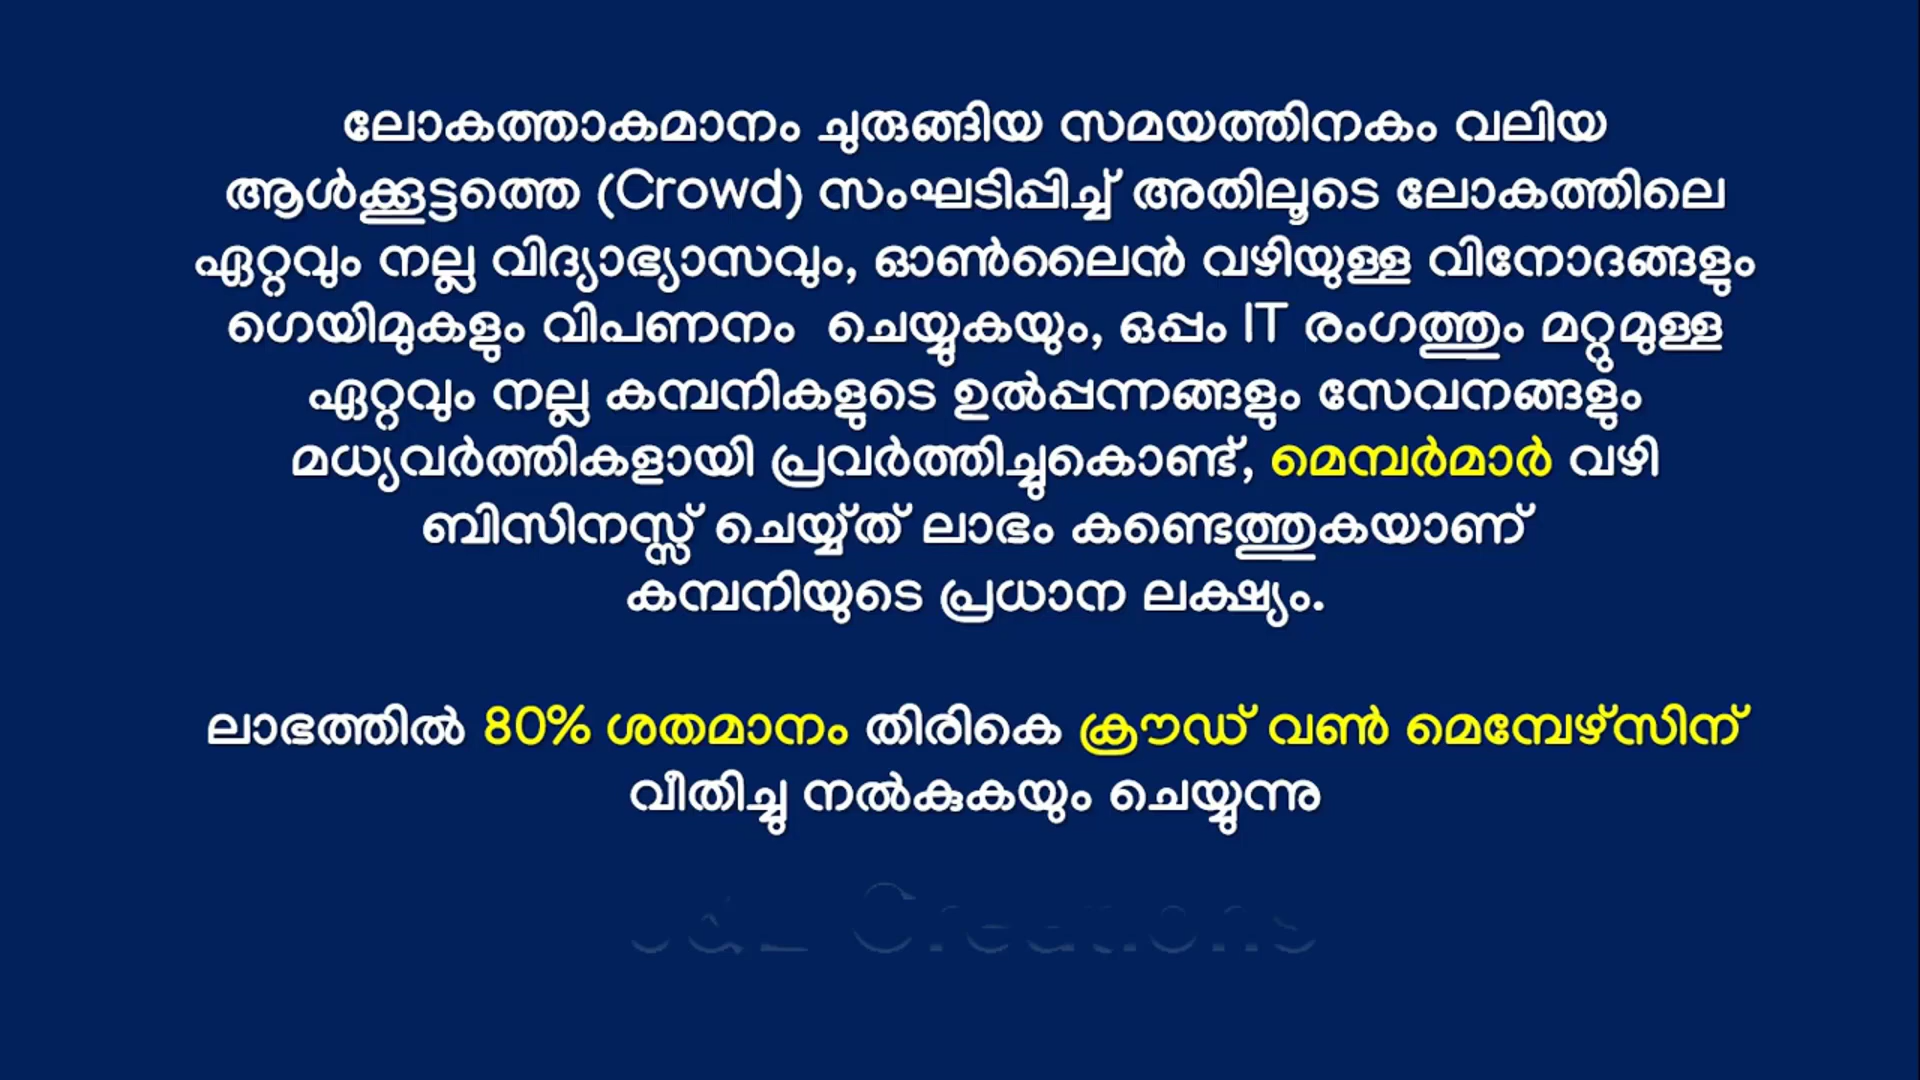 ലോകത്താകമാനം ചുരുങ്ങിയ സമയത്തിനകം വലിയ
ആൾക്കൂട്ടത്തെ (Crowd) സംഘടിപ്പിച്ച് അതിലൂടെ ലോകത്തിലെ
ഏറ്റവും നല്ല വിദ്യാഭ്യാസവും, ഓൺലൈൻ വഴിയുള്ള വിനോദങ്ങളും
ഗെയിമുകളും വിപണനം ചെയ്യുകയും, ഒപ്പം IT രംഗത്തും മറ്റുമുള്ള
ഏറ്റവും നല്ല കമ്പനികളുടെ ഉൽപ്പന്നങ്ങളും സേവനങ്ങളും
മധ്യവർത്തികളായി പ്രവർത്തിച്ചുകൊണ്ട്, മെമ്പർമാർ വഴി
ബിസിനസ്സ് ചെയ്യ്ത് ലാഭം കണ്ടെത്തുകയാണ്
കമ്പനിയുടെ പ്രധാന ലക്ഷ്യം.
ലാഭത്തിൽ 80% ശതമാനം തിരികെ ക്രൗഡ് വൺ മെമ്പേഴ്സിന്
വീതിച്ചു നൽകുകയും ചെയ്യുന്നു
J&L Creations